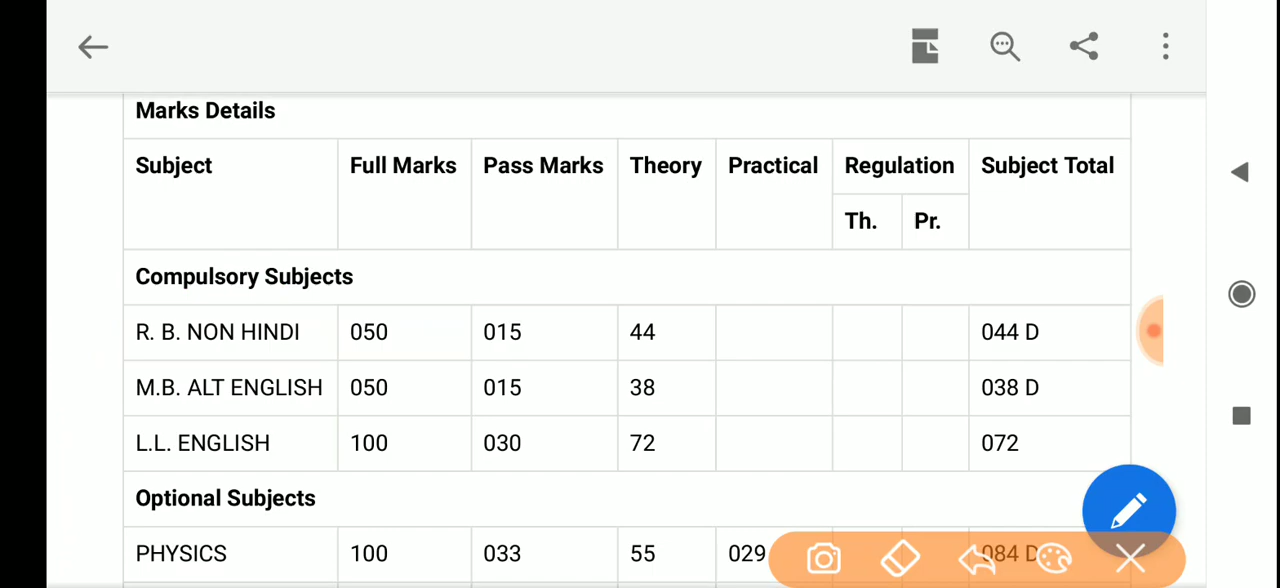 Marks Details
Subject Full Marks Pass Marks Theory Practical Regulation Subject Total
Th. Pr.
Compulsory Subjects
R. B. NON HINDI 050 015 44 044 D
M.B. ALT ENGLISH 050 015 38 038 D
L.L. ENGLISH 100 030 72 072
Optional Subjects
PHYSICS 100 033 55 029 084 D